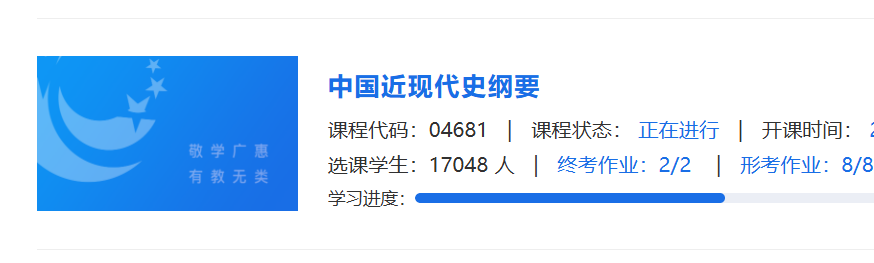 中国近现代史纲要
课程代码：04681 | 课程状态： 正在进行 | 开课时间：
敬学广惠
选课学生：17048 人 | 终考作业：2/2 | 形考作业：8/8
有教无类
学习进度：